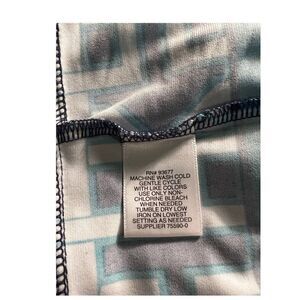 RN# 93677
MACHINE WASH COLD
GENTLE CYCLE
WITH LIKE COLORS
USE ONLY NON-
CHLORINE BLEACH
WHEN NEEDED
TUMBLE DRY LOW
IRON ON LOWEST
SETTING AS NEEDED
SUPPLIER 75590-0